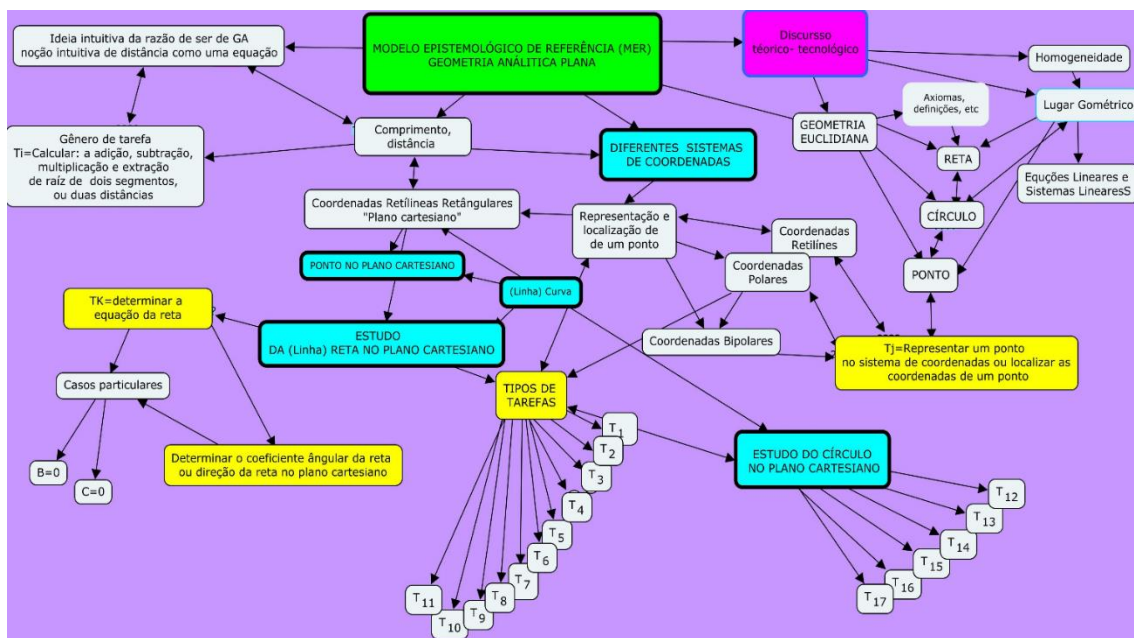 Ideia intuitiva da razão de ser de GA
noção intuitiva de distância como uma equação
MODELO EPISTEMOLÓGICO DE REFERÊNCIA (MER)
GEOMETRIA ANÁLITICA PLANA
Discursso
téorico- tecnológico
Homogeneidade
Axiomas,
definições, etc
Lugar Gométrico
GEOMETRIA
EUCLIDIANA
Gênero de tarefa
Ti=Calcular: a adição, subtração,
multiplicação e extração
de raíz de dois segmentos,
ou duas distâncias
Comprimento,
distância
DIFERENTES SISTEMAS
DE COORDENADAS
RETA
Equções Lineares e
Sistemas LinearesS
Coordenadas Retílineas Retângulares
"Plano cartesiano"
Representação e
localização de
de um ponto
Coordenadas
Retilínes
CÍRCULO
PONTO NO PLANO CARTESIANO
Coordenadas
Polares
PONTO
(Linha) Curva
TK=determinar a
equação da reta
ESTUDO
DA (Linha) RETA NO PLANO CARTESIANO
Coordenadas Bipolares
Tj=Representar um ponto
no sistema de coordenadas ou localizar as
coordenadas de um ponto
Casos particulares
TIPOS DE
TAREFAS
B=0
C=0
Determinar o coeficiente ângular da reta
ou direção da reta no plano cartesiano
ESTUDO DO CÍRCULO
NO PLANO CARTESIANO
T1
T2
T3
T4
T5
T6
T7
T8
T9
T10
T11
T12
T13
T14
T15
T16
T17